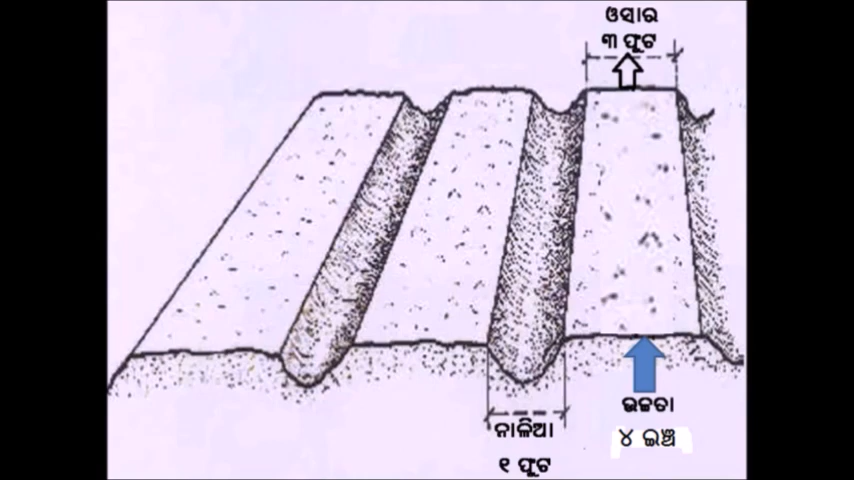 ଓସାର
୩ ଫୁଟ
ନାଳିଆ
୧ ଫୁଟ
ଉଚ୍ଚତା
୪ ଇଞ୍ଚ